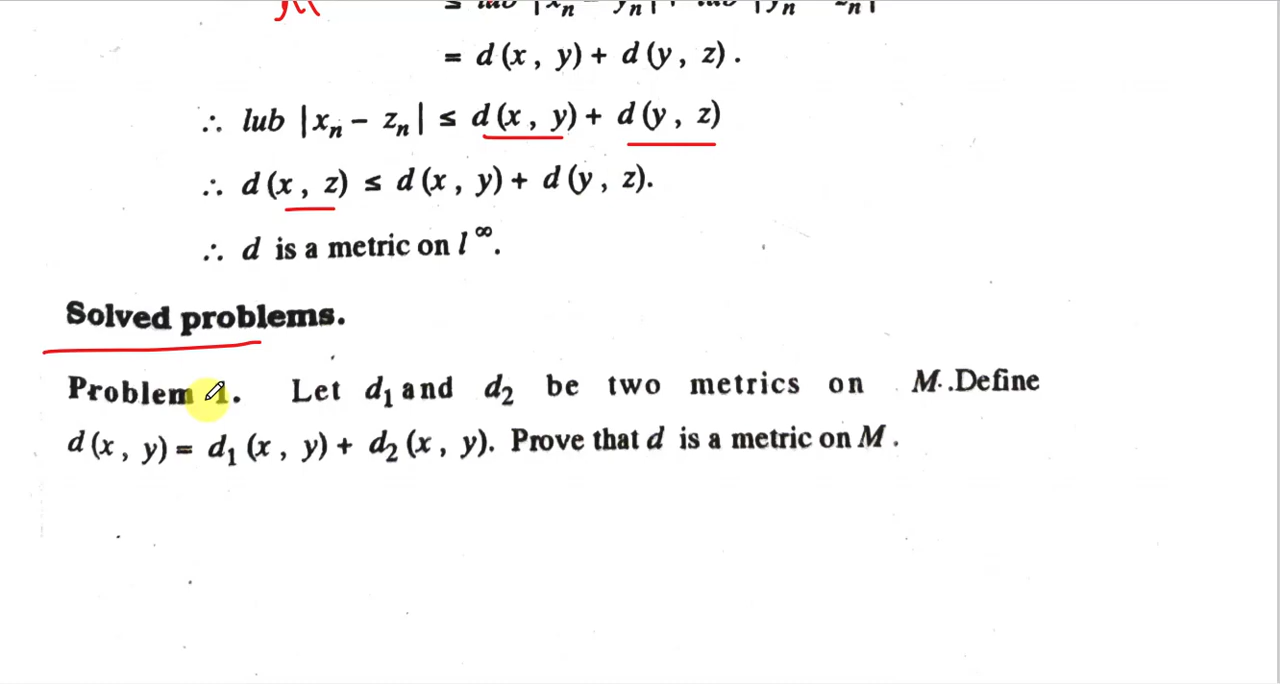 = d (x , y) + d (y , z) .
∴ lub |xₙ − zₙ| ≤ d (x , y) + d (y , z)
∴ d (x , z) ≤ d (x , y) + d (y , z).
∴ d is a metric on l ∞.
Solved problems.
Problem 1. Let d₁ and d₂ be two metrics on M .Define
d (x , y) = d₁ (x , y) + d₂ (x , y). Prove that d is a metric on M .